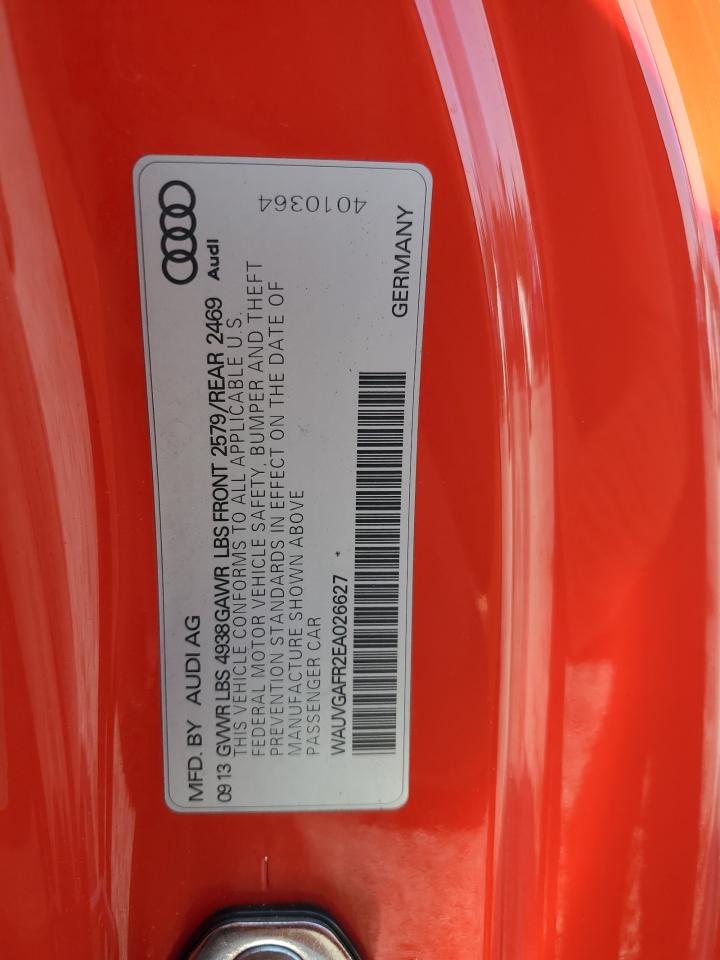 MFD. BY AUDI AG
09 13 GVWR LBS 4938 GAWR LBS FRONT 2579/REAR 2469
Audi
THIS VEHICLE CONFORMS TO ALL APPLICABLE U.S.
FEDERAL MOTOR VEHICLE SAFETY, BUMPER AND THEFT
PREVENTION STANDARDS IN EFFECT ON THE DATE OF
MANUFACTURE SHOWN ABOVE
PASSENGER CAR
4010364
WAUVGAFR2EA026627 *
GERMANY